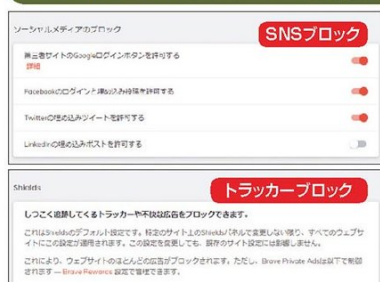 ソーシャルメディアのブロック
SNSブロック
第三者サイトのGoogleログインボタンを許可する
詳細
Facebookのログインと埋め込み投稿を許可する
Twitterの埋め込みツイートを許可する
LinkedInの埋め込みポストを許可する
Shields
トラッカーブロック
しつこく追跡してくるトラッカーや不快な広告をブロックできます。
これはShieldsのデフォルト設定です。特定のサイト上のShieldsパネルで変更しない限り、すべてのウェブサ
イトにこの設定が適用されます。この設定を変更しても、既存のサイト設定には影響しません。
これにより、ウェブサイトのほとんどの広告がブロックされます。ただし、Brave Private Adsは以下で制御
されます — Brave Rewards 設定で管理できます。